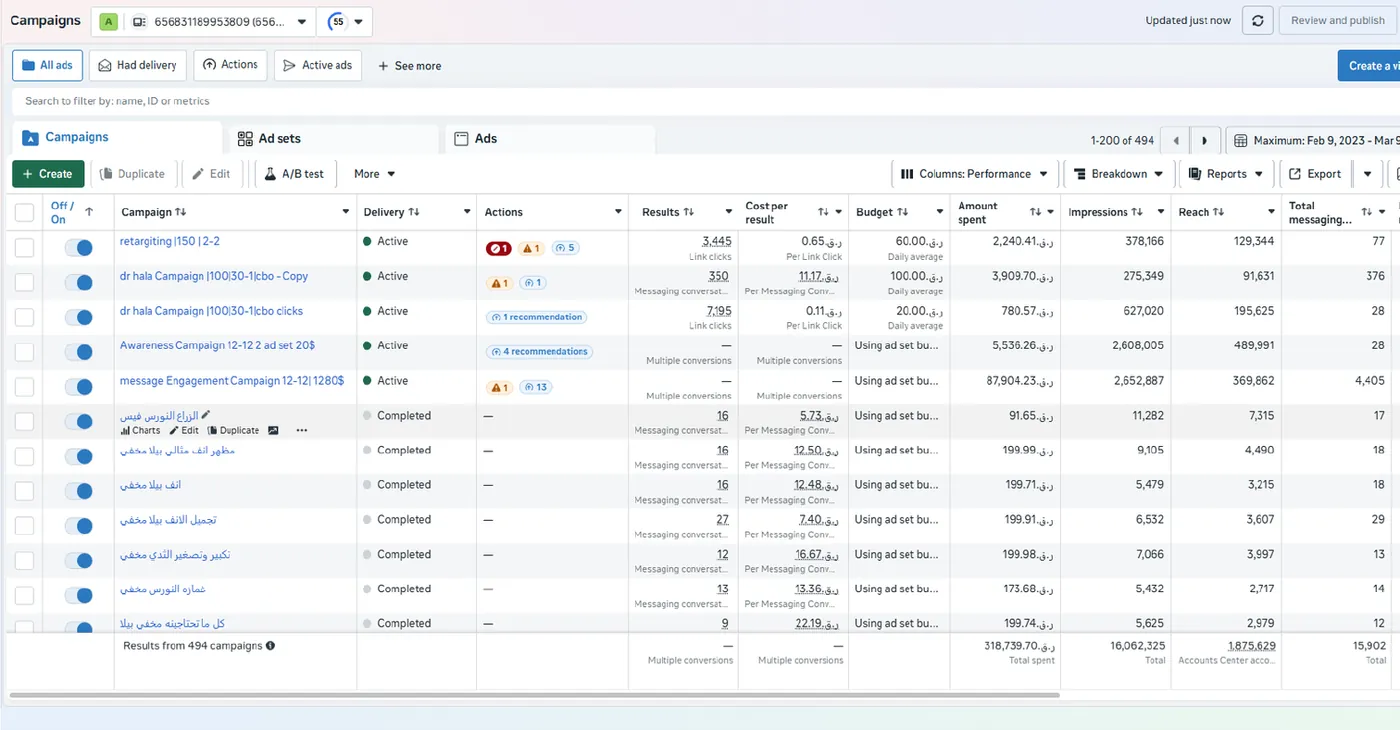 Campaigns A 656831189953809 (656... 55 Updated just now Review and publish
All ads Had delivery Actions Active ads + See more Create a vi
Search to filter by: name, ID or metrics
Campaigns Ad sets Ads 1-200 of 494 Maximum: Feb 9, 2023 - Mar 9
+ Create Duplicate Edit A/B test More Columns: Performance Breakdown Reports Export
Off / On Campaign Delivery Actions Results Cost per result Budget Amount spent Impressions Reach Total messaging...
retargiting |150 | 2-2 Active 1 1 5 3,445 0.65.ر.ق 60.00.ر.ق 2,240.41.ر.ق 378,166 129,344 77
Link clicks Per Link Click Daily average
dr hala Campaign |100|30-1|cbo - Copy Active 1 1 350 11.17.ر.ق 100.00.ر.ق 3,909.70.ر.ق 275,349 91,631 376
Messaging conversat... Per Messaging Conv... Daily average
dr hala Campaign |100|30-1|cbo clicks Active 1 recommendation 7,195 0.11.ر.ق 20.00.ر.ق 780.57.ر.ق 627,020 195,625 28
Link clicks Per Link Click Daily average
Awareness Campaign 12-12 2 ad set 20$ Active 4 recommendations — — Using ad set bu... 5,536.26.ر.ق 2,608,005 489,991 28
Multiple conversions Multiple conversions
message Engagement Campaign 12-12| 1280$ Active 1 13 — — Using ad set bu... 87,904.23.ر.ق 2,652,887 369,862 4,405
Multiple conversions Multiple conversions
الزراع النورس فيس Completed — 16 5.73.ر.ق Using ad set bu... 91.65.ر.ق 11,282 7,315 17
Charts Edit Duplicate ... Messaging conversat... Per Messaging Conv...
مظهر انف مثالي بيلا مخفي Completed — 16 12.50.ر.ق Using ad set bu... 199.99.ر.ق 9,105 4,490 18
Messaging conversat... Per Messaging Conv...
انف بيلا مخفي Completed — 16 12.48.ر.ق Using ad set bu... 199.71.ر.ق 5,479 3,215 18
Messaging conversat... Per Messaging Conv...
تجميل الانف بيلا مخفي Completed — 27 7.40.ر.ق Using ad set bu... 199.91.ر.ق 6,532 3,607 29
Messaging conversat... Per Messaging Conv...
تكبير وتصغير الثدي مخفي Completed — 12 16.67.ر.ق Using ad set bu... 199.98.ر.ق 7,066 3,997 13
Messaging conversat... Per Messaging Conv...
غمازه النورس مخفي Completed — 13 13.36.ر.ق Using ad set bu... 173.68.ر.ق 5,432 2,717 14
Messaging conversat... Per Messaging Conv...
كل ما تحتاجينه مخفي بيلا Completed — 9 22.19.ر.ق Using ad set bu... 199.74.ر.ق 5,625 2,979 12
Results from 494 campaigns — — 318,739.70.ر.ق 16,062,325 1,875,629 15,902
Multiple conversions Multiple conversions Total spent Total Accounts Center acco... Total